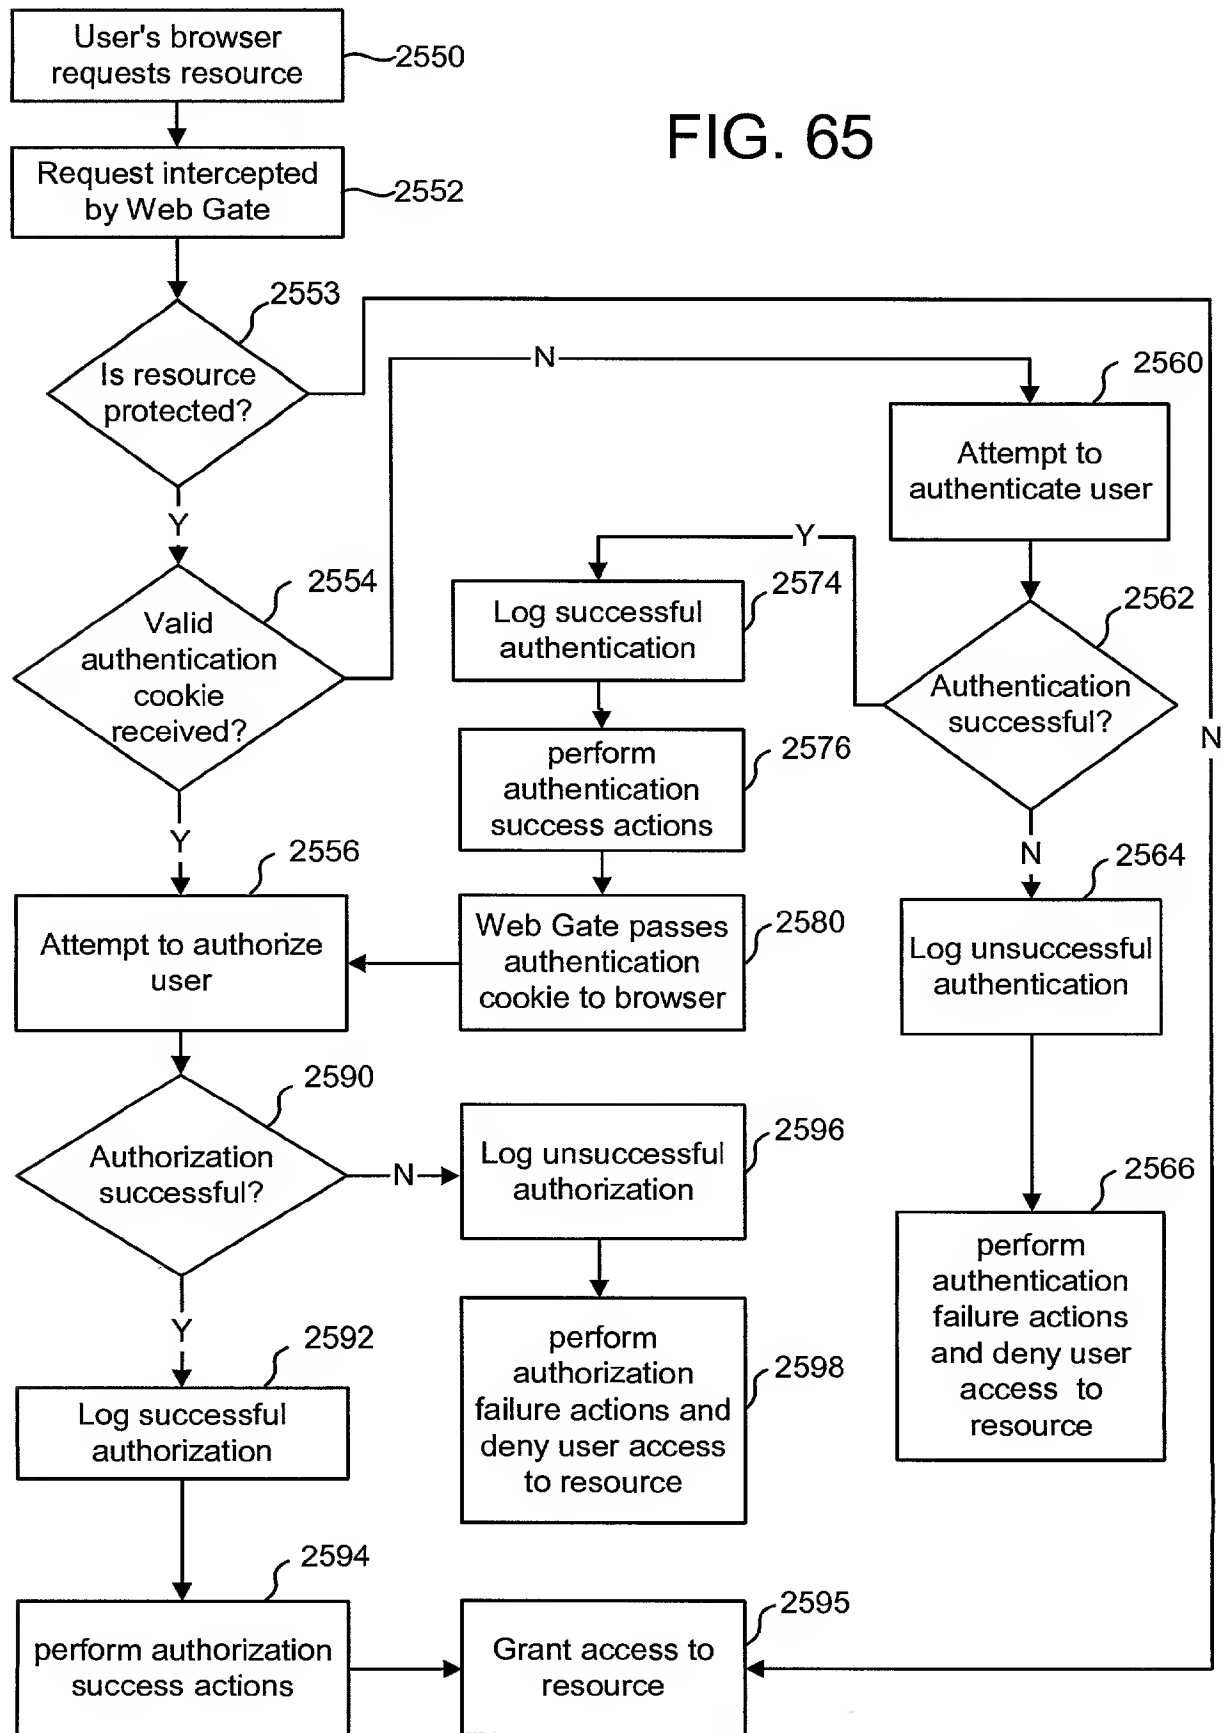 User's browser
requests resource
2550
FIG. 65
Request intercepted
by Web Gate
2552
2553
Is resource
protected?
N
2560
Attempt to
authenticate user
Y
Y
2554
Valid
authentication
cookie
received?
2574
Log successful
authentication
2562
Authentication
successful?
N
2576
perform
authentication
success actions
Y
N
2556
Attempt to authorize
user
2580
Web Gate passes
authentication
cookie to browser
2564
Log unsuccessful
authentication
2590
Authorization
successful?
N
2596
Log unsuccessful
authorization
2566
perform
authentication
failure actions
and deny user
access to
resource
Y
2592
Log successful
authorization
2598
perform
authorization
failure actions and
deny user access
to resource
2594
perform authorization
success actions
2595
Grant access to
resource